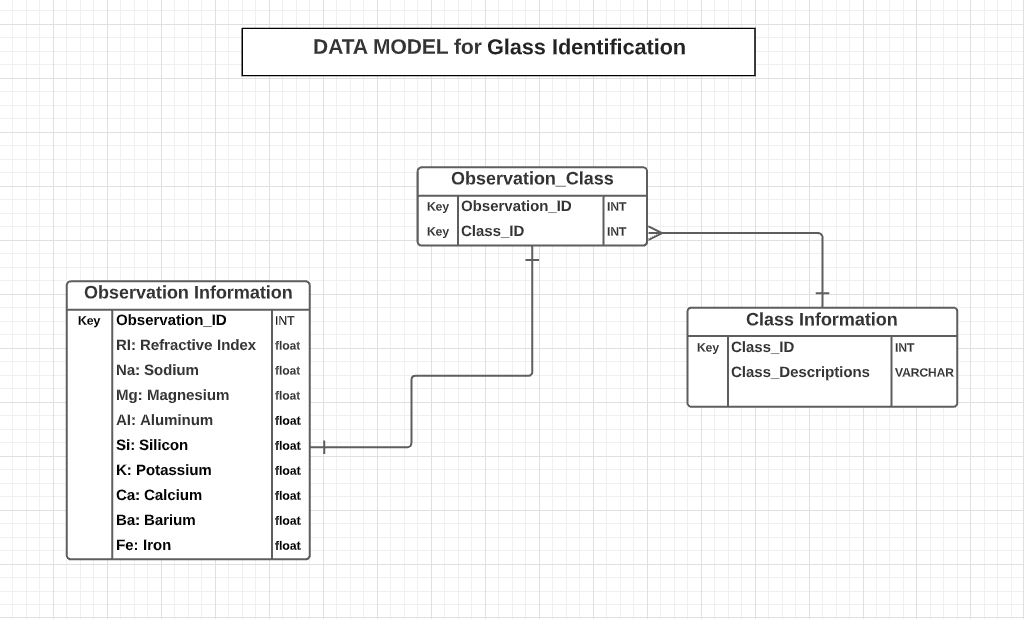 DATA MODEL for Glass Identification
Observation_Class
Key Observation_ID INT
Key Class_ID INT
Observation Information
Key Observation_ID INT
RI: Refractive Index float
Na: Sodium float
Mg: Magnesium float
Al: Aluminum float
Si: Silicon float
K: Potassium float
Ca: Calcium float
Ba: Barium float
Fe: Iron float
Class Information
Key Class_ID INT
Class_Descriptions VARCHAR